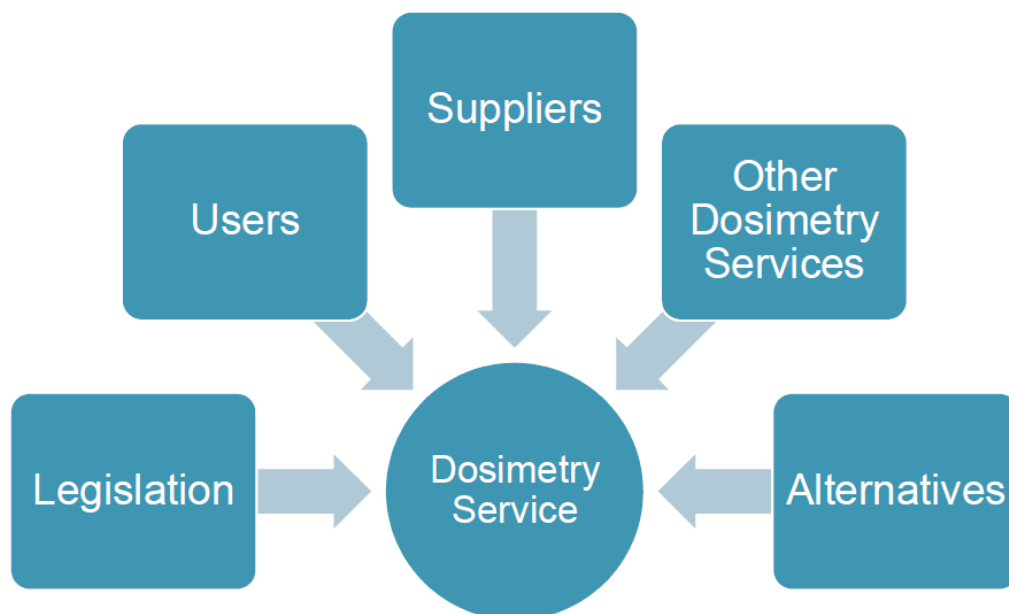 Suppliers
Users
Other
Dosimetry
Services
Legislation
Dosimetry
Service
Alternatives